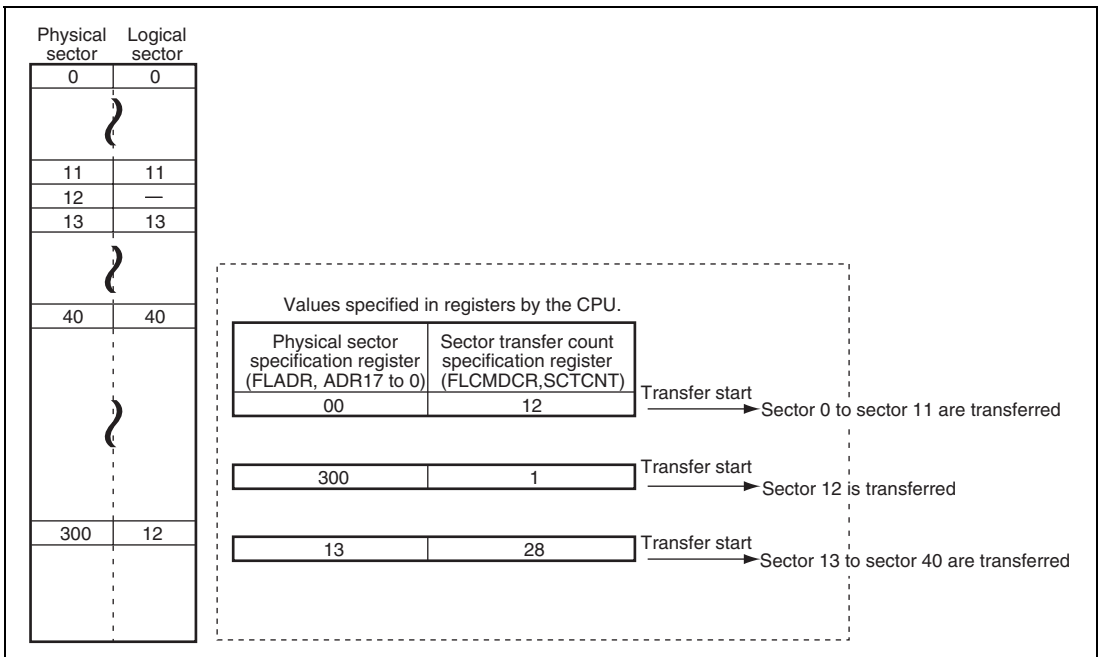 Physical sector Logical sector
0 0
11 11
12 —
13 13
40 40
300 12
Values specified in registers by the CPU.
Physical sector specification register (FLADR, ADR17 to 0) Sector transfer count specification register (FLCMDCR,SCTCNT)
00 12
Transfer start
Sector 0 to sector 11 are transferred
300 1
Transfer start
Sector 12 is transferred
13 28
Transfer start
Sector 13 to sector 40 are transferred